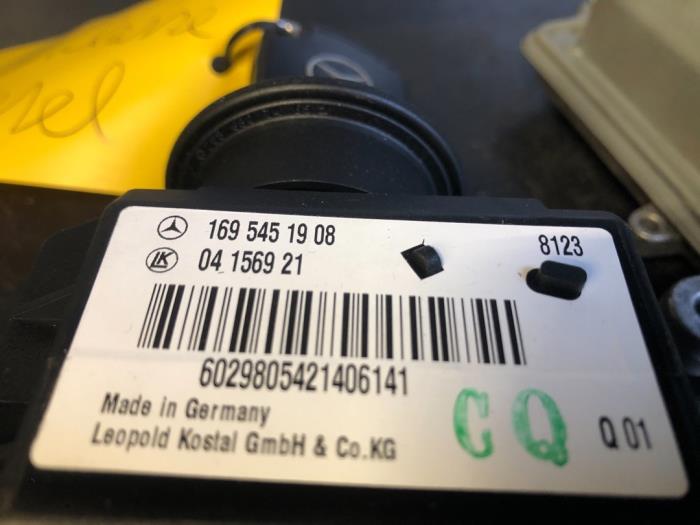 169 545 19 08
8123
LK
04 1569 21
6029805421406141
Made in Germany
Leopold Kostal GmbH & Co.KG
CQ
Q 01